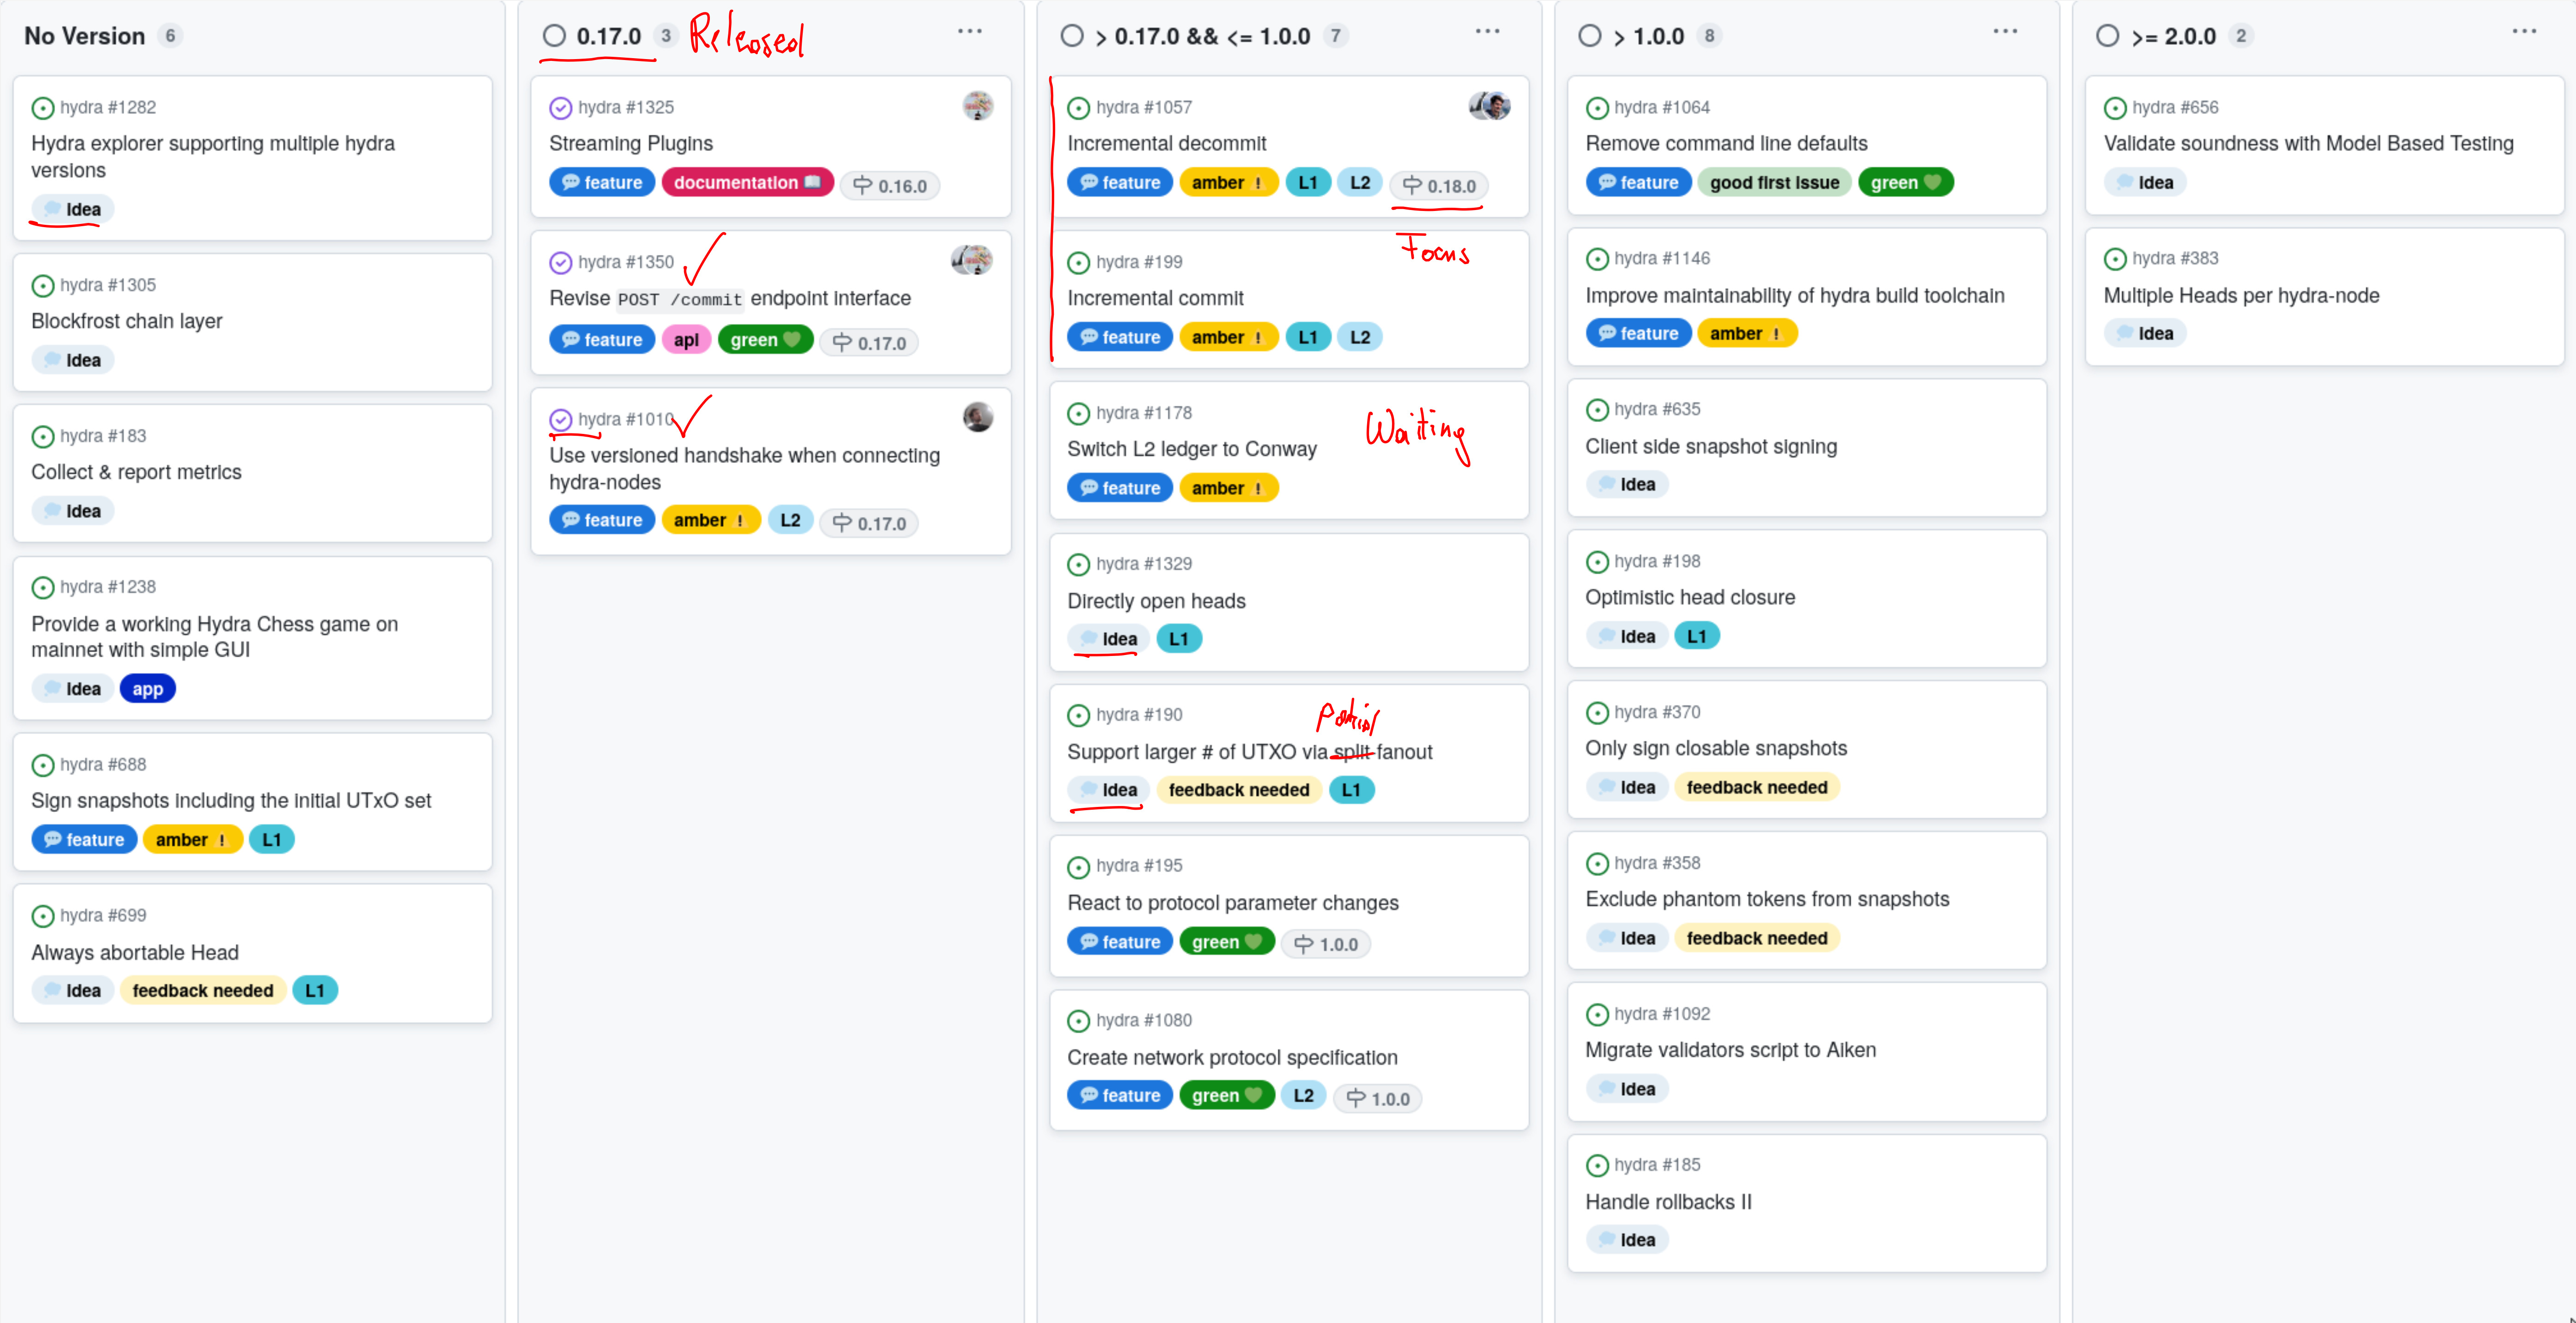 No Version 6
hydra #1282
Hydra explorer supporting multiple hydra
versions
Idea
hydra #1305
Blockfrost chain layer
Idea
hydra #183
Collect & report metrics
Idea
hydra #1238
Provide a working Hydra Chess game on
mainnet with simple GUI
Idea app
hydra #688
Sign snapshots including the initial UTxO set
feature amber L1
hydra #699
Always abortable Head
Idea feedback needed L1
0.17.0 3 Released
hydra #1325
Streaming Plugins
feature documentation 0.16.0
hydra #1350
Revise POST /commit endpoint interface
feature api green 0.17.0
hydra #1010
Use versioned handshake when connecting
hydra-nodes
feature amber L2 0.17.0
> 0.17.0 && <= 1.0.0 7
hydra #1057
Incremental decommit
feature amber L1 L2 0.18.0
Focus
hydra #199
Incremental commit
feature amber L1 L2
hydra #1178
Waiting
Switch L2 ledger to Conway
feature amber
hydra #1329
Directly open heads
Idea L1
hydra #190
Support larger # of UTXO via split fanout
Idea feedback needed L1
hydra #195
React to protocol parameter changes
feature green 1.0.0
hydra #1080
Create network protocol specification
feature green L2 1.0.0
> 1.0.0 8
hydra #1064
Remove command line defaults
feature good first issue green
hydra #1146
Improve maintainability of hydra build toolchain
feature amber
hydra #635
Client side snapshot signing
Idea
hydra #198
Optimistic head closure
Idea L1
hydra #370
Only sign closable snapshots
Idea feedback needed
hydra #358
Exclude phantom tokens from snapshots
Idea feedback needed
hydra #1092
Migrate validators script to Aiken
Idea
hydra #185
Handle rollbacks II
Idea
>= 2.0.0 2
hydra #656
Validate soundness with Model Based Testing
Idea
hydra #383
Multiple Heads per hydra-node
Idea